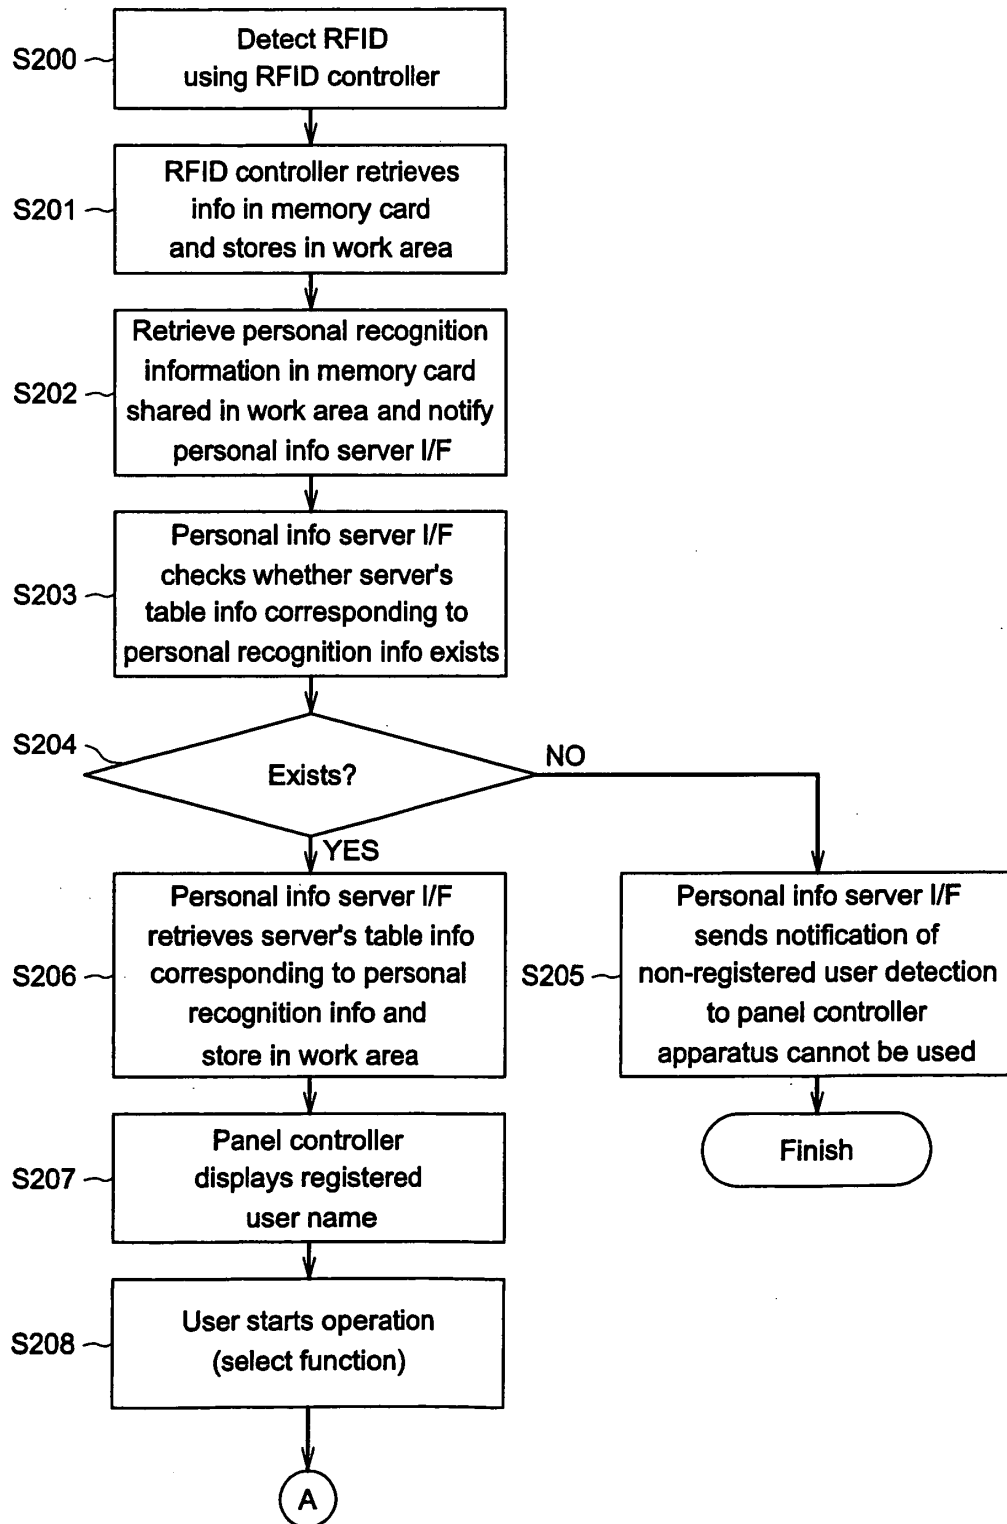 S200
Detect RFID
using RFID controller
S201
RFID controller retrieves
info in memory card
and stores in work area
S202
Retrieve personal recognition
information in memory card
shared in work area and notify
personal info server I/F
S203
Personal info server I/F
checks whether server's
table info corresponding to
personal recognition info exists
S204
Exists?
NO
YES
S206
Personal info server I/F
retrieves server's table info
corresponding to personal
recognition info and
store in work area
S205
Personal info server I/F
sends notification of
non-registered user detection
to panel controller
apparatus cannot be used
Finish
S207
Panel controller
displays registered
user name
S208
User starts operation
(select function)
A